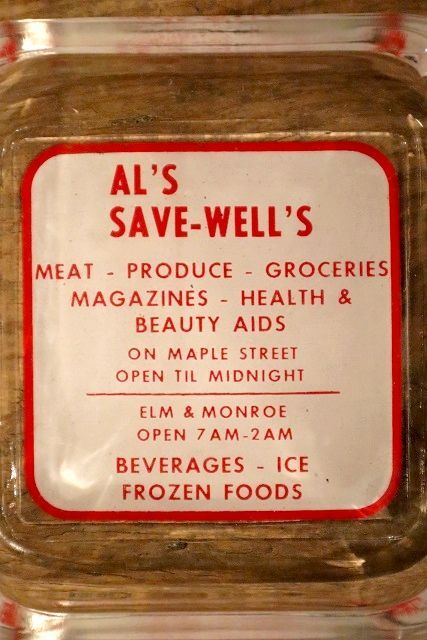 AL'S
SAVE-WELL'S
MEAT - PRODUCE - GROCERIES
MAGAZINES - HEALTH &
BEAUTY AIDS
ON MAPLE STREET
OPEN TIL MIDNIGHT
ELM & MONROE
OPEN 7AM-2AM
BEVERAGES - ICE
FROZEN FOODS